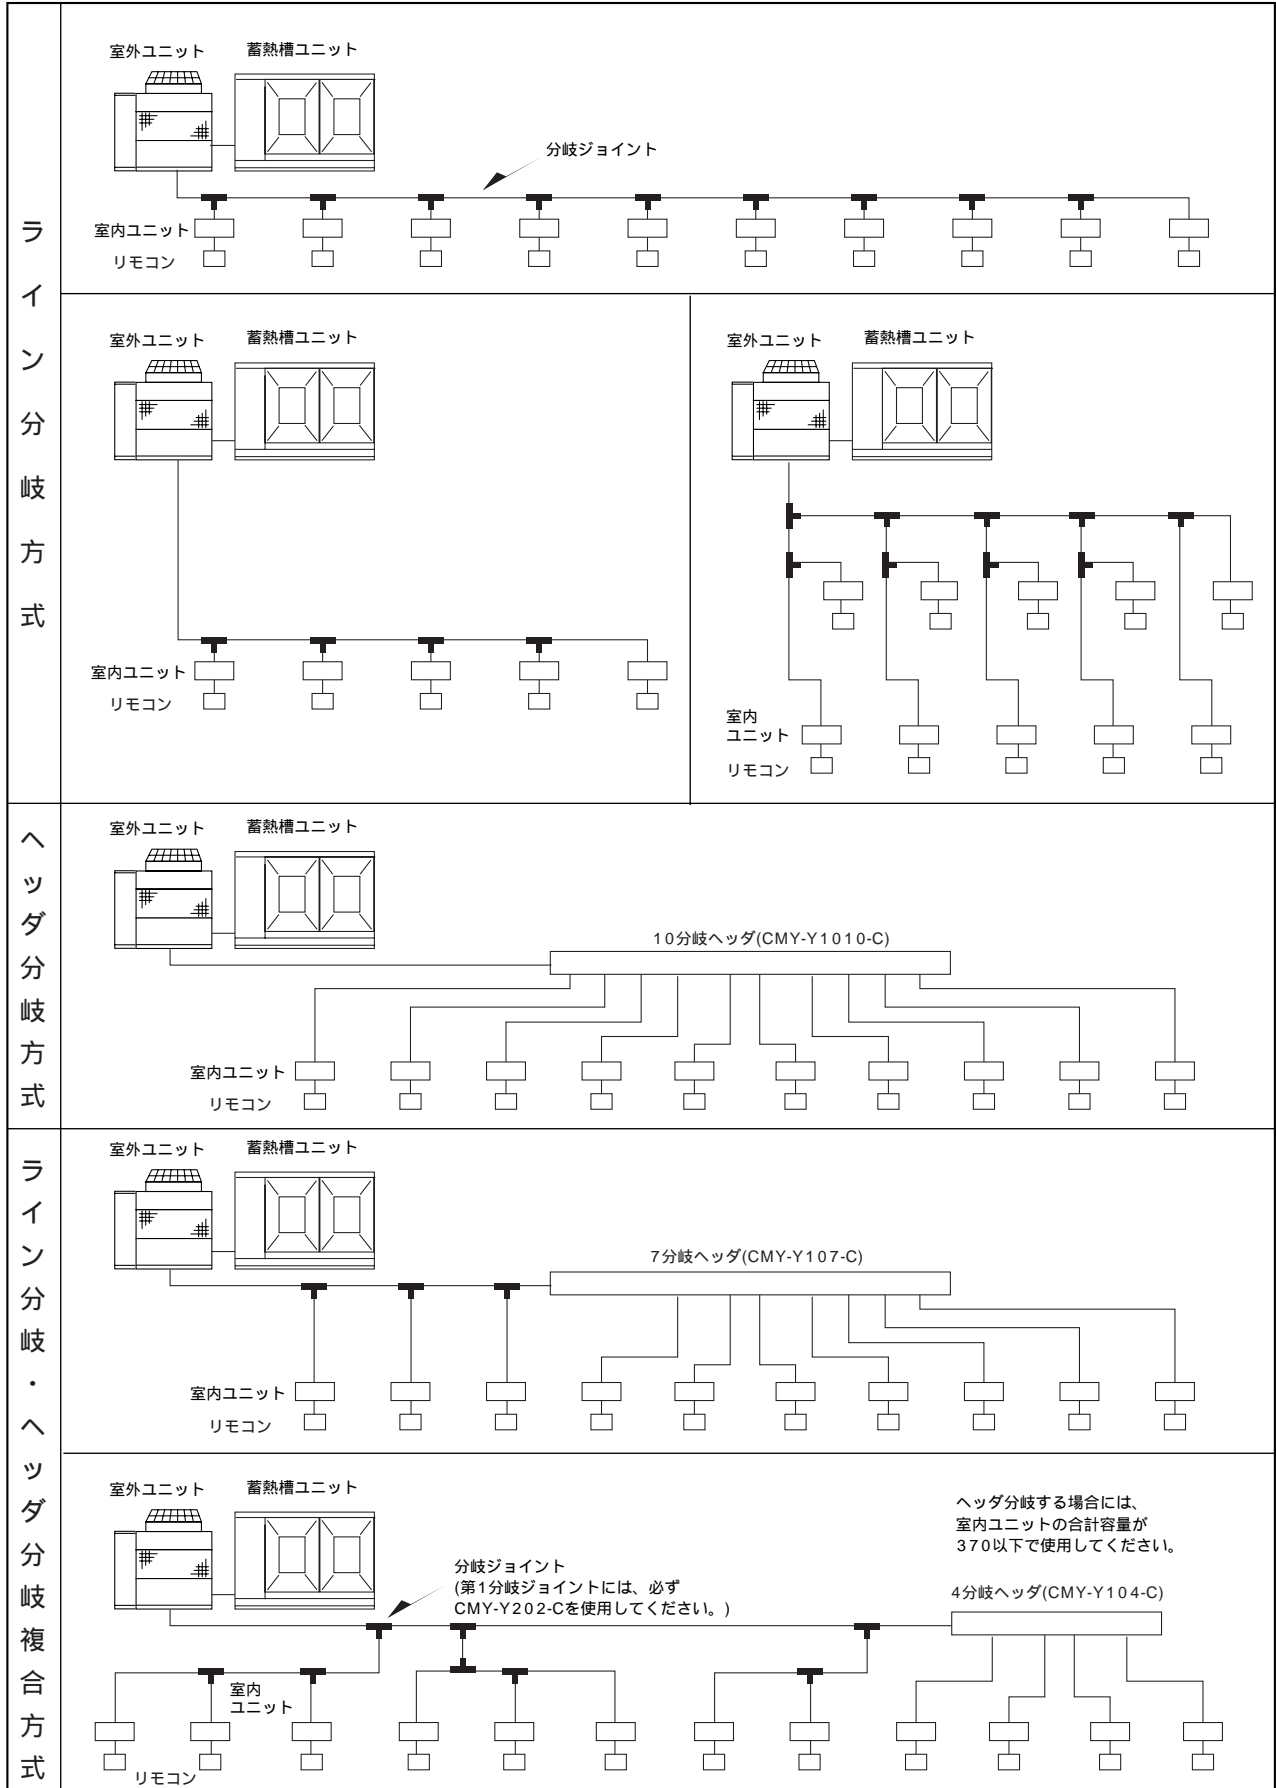 ライン分岐方式
室外ユニット
蓄熱槽ユニット
分岐ジョイント
室内ユニット
リモコン
室外ユニット
蓄熱槽ユニット
室内ユニット
リモコン
室外ユニット
蓄熱槽ユニット
室内
ユニット
リモコン
ヘッダ分岐方式
室外ユニット
蓄熱槽ユニット
10分岐ヘッダ(CMY-Y1010-C)
室内ユニット
リモコン
ライン分岐・ヘッダ分岐複合方式
室外ユニット
蓄熱槽ユニット
7分岐ヘッダ(CMY-Y107-C)
室内ユニット
リモコン
室外ユニット
蓄熱槽ユニット
分岐ジョイント
(第1分岐ジョイントには、必ず
CMY-Y202-Cを使用してください。)
ヘッダ分岐する場合には、
室内ユニットの合計容量が
370以下で使用してください。
4分岐ヘッダ(CMY-Y104-C)
室内
ユニット
リモコン